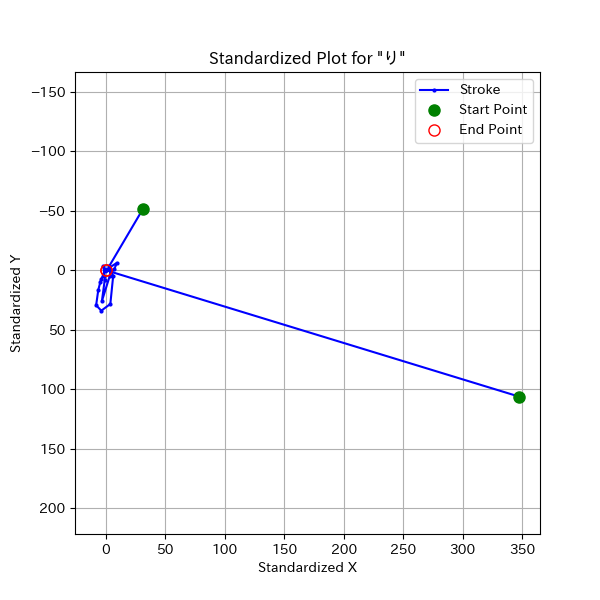 Standardized Plot for "り"
Stroke
Start Point
End Point
−150
−100
−50
0
50
100
150
200
Standardized Y
0 50 100 150 200 250 300 350
Standardized X